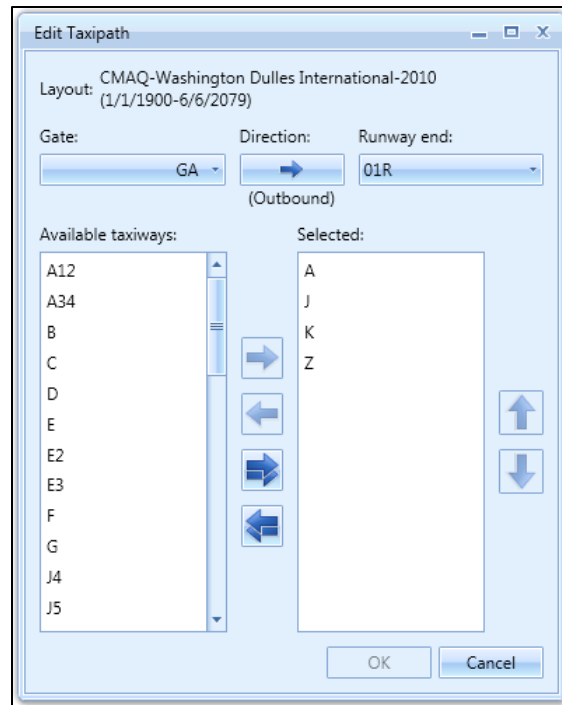 Edit Taxipath
Layout: CMAQ-Washington Dulles International-2010
(1/1/1900-6/6/2079)
Gate: Direction: Runway end:
GA 01R
(Outbound)
Available taxiways: Selected:
A12 A
A34 J
B K
C Z
D
E
E2
E3
F
G
J4
J5
OK Cancel